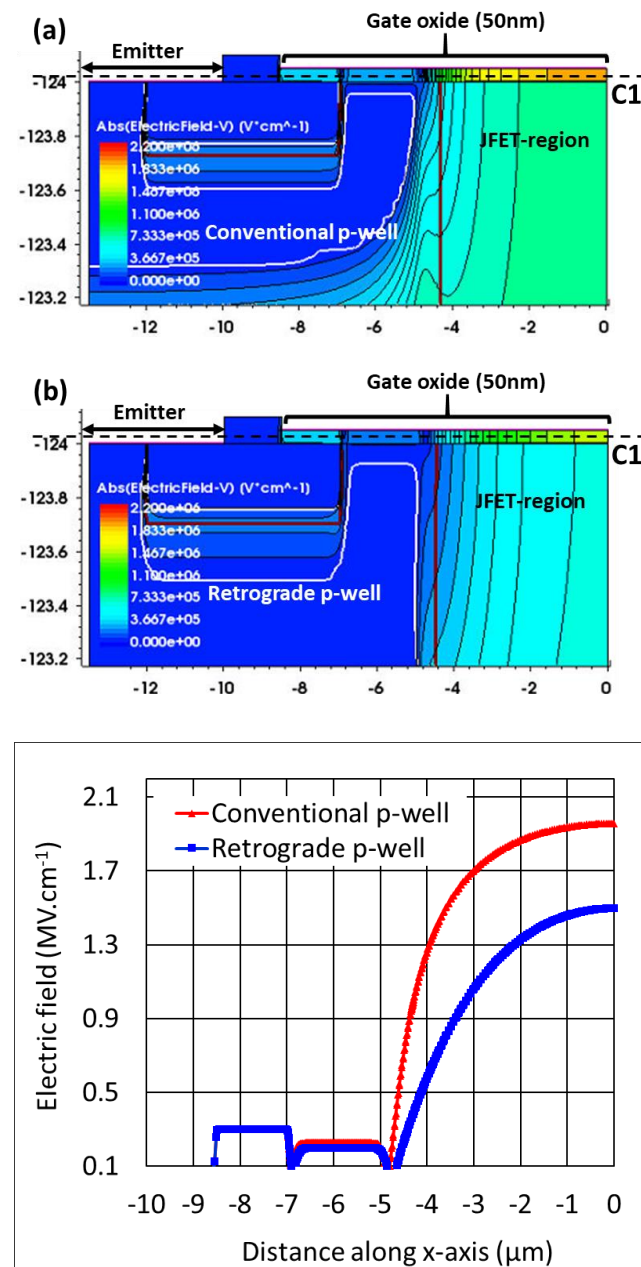 (a)
Gate oxide (50nm)
Emitter
C1
-124
Abs(ElectricField-V) (V*cm^-1)
JFET-region
2.200e+06
-123.8
1.833e+06
1.467e+06
-123.6
1.100e+06
7.333e+05
Conventional p-well
-123.4
3.667e+05
0.000e+00
-123.2
-12 -10 -8 -6 -4 -2 0
(b)
Gate oxide (50nm)
Emitter
C1
-124
Abs(ElectricField-V) (V*cm^-1)
JFET-region
2.200e+06
-123.8
1.833e+06
1.467e+06
-123.6
1.100e+06
Retrograde p-well
7.333e+05
-123.4
3.667e+05
0.000e+00
-123.2
-12 -10 -8 -6 -4 -2 0
Conventional p-well
Retrograde p-well
Electric field (MV.cm⁻¹)
2.1
1.7
1.3
0.9
0.5
0.1
-10 -9 -8 -7 -6 -5 -4 -3 -2 -1 0
Distance along x-axis (µm)